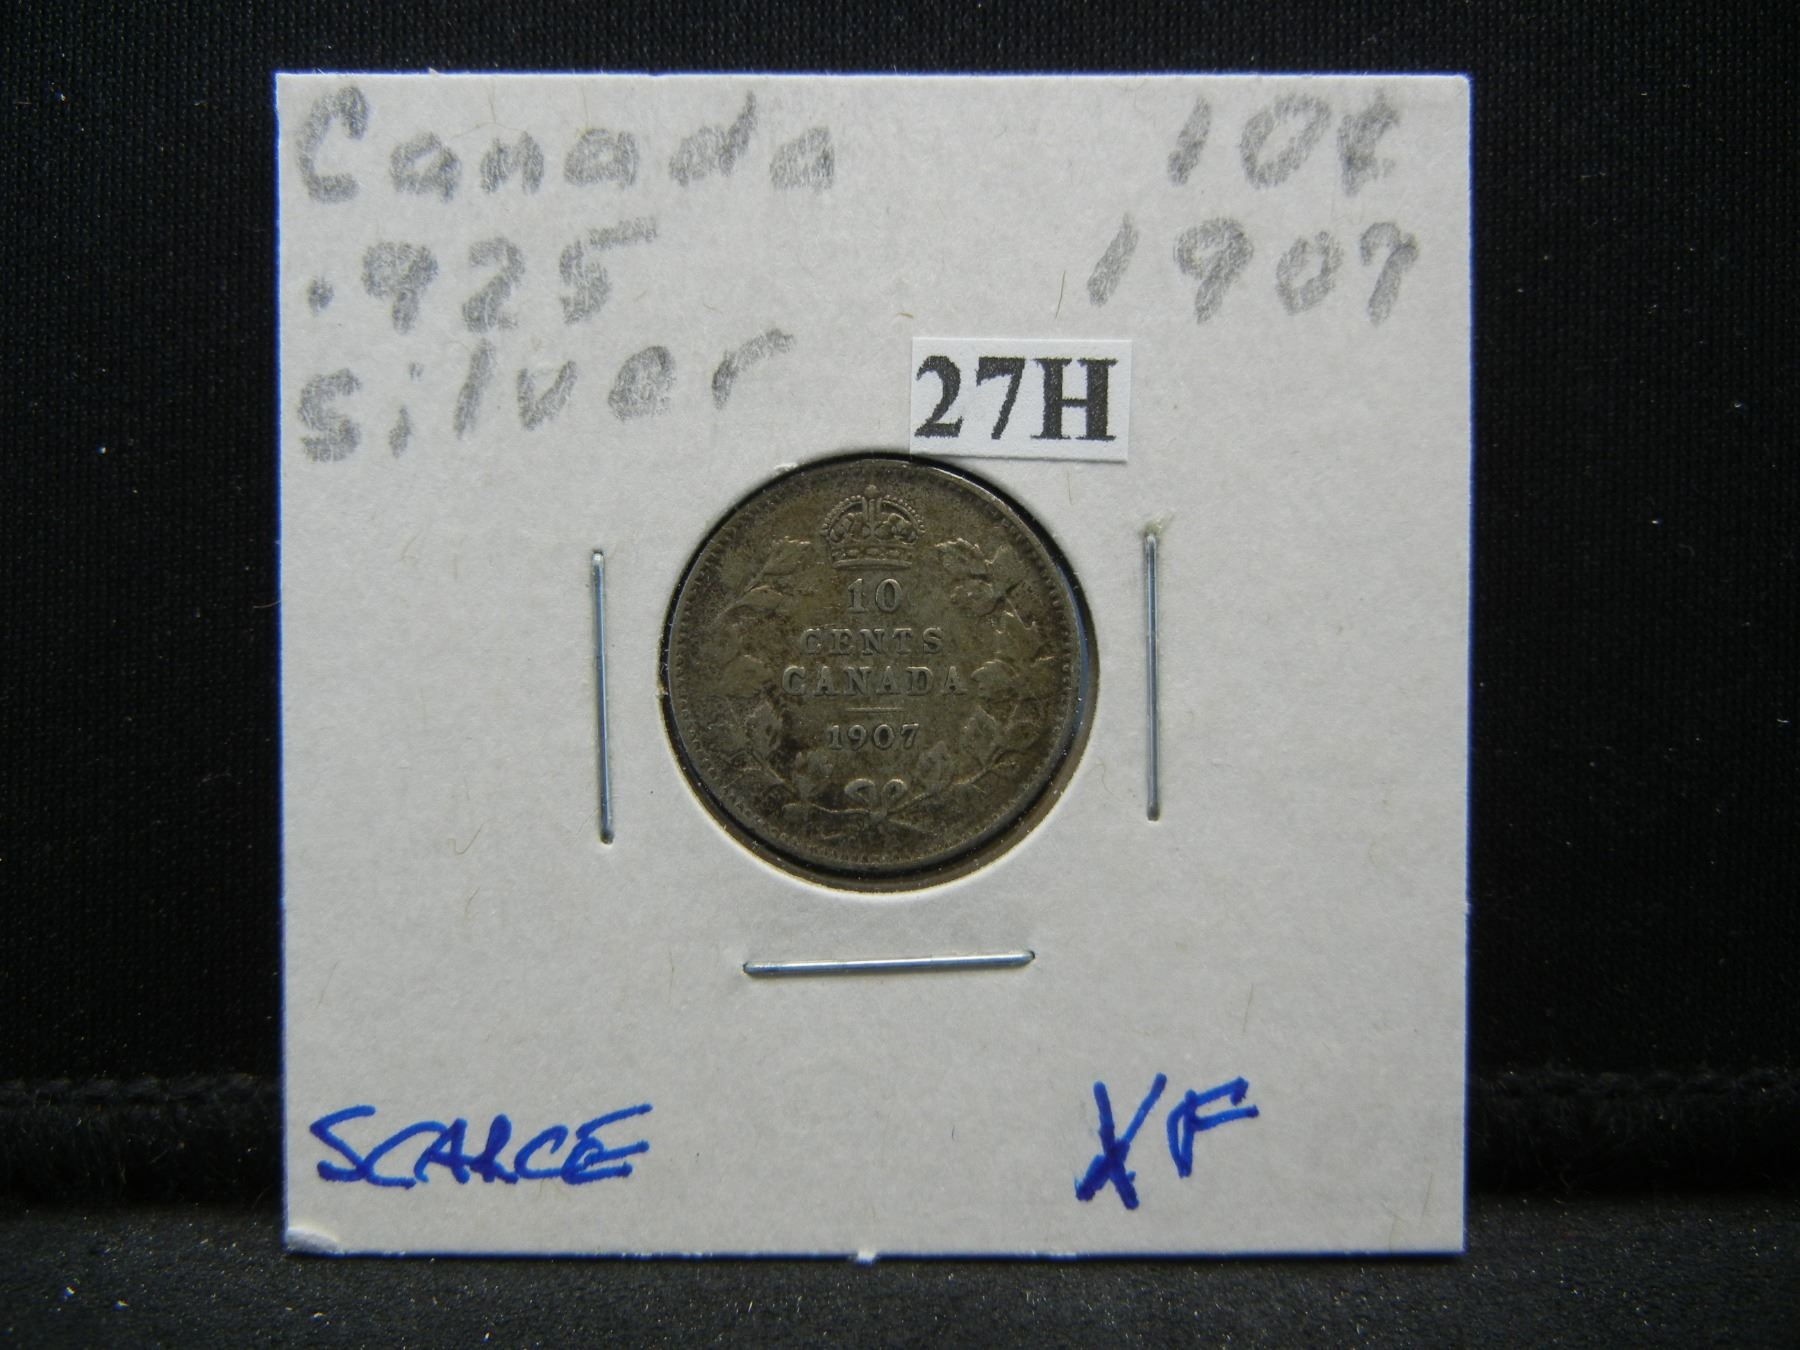 Canada 10¢
.925 1907
Silver
27H
10
CENTS
CANADA
1907
SCARCE XF